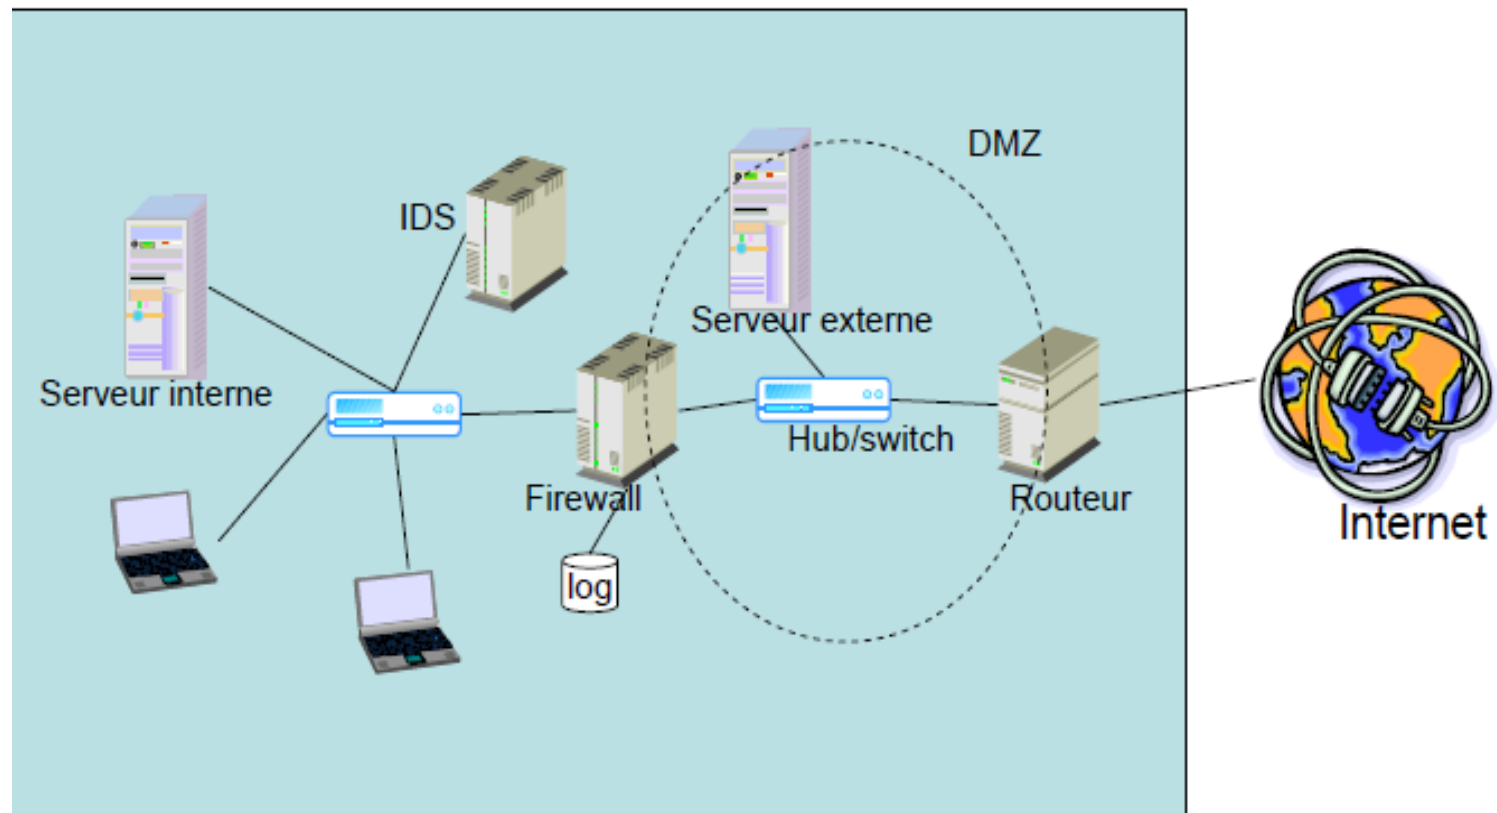 DMZ
IDS
Serveur externe
Serveur interne
Hub/switch
Firewall
Routeur
Internet
log